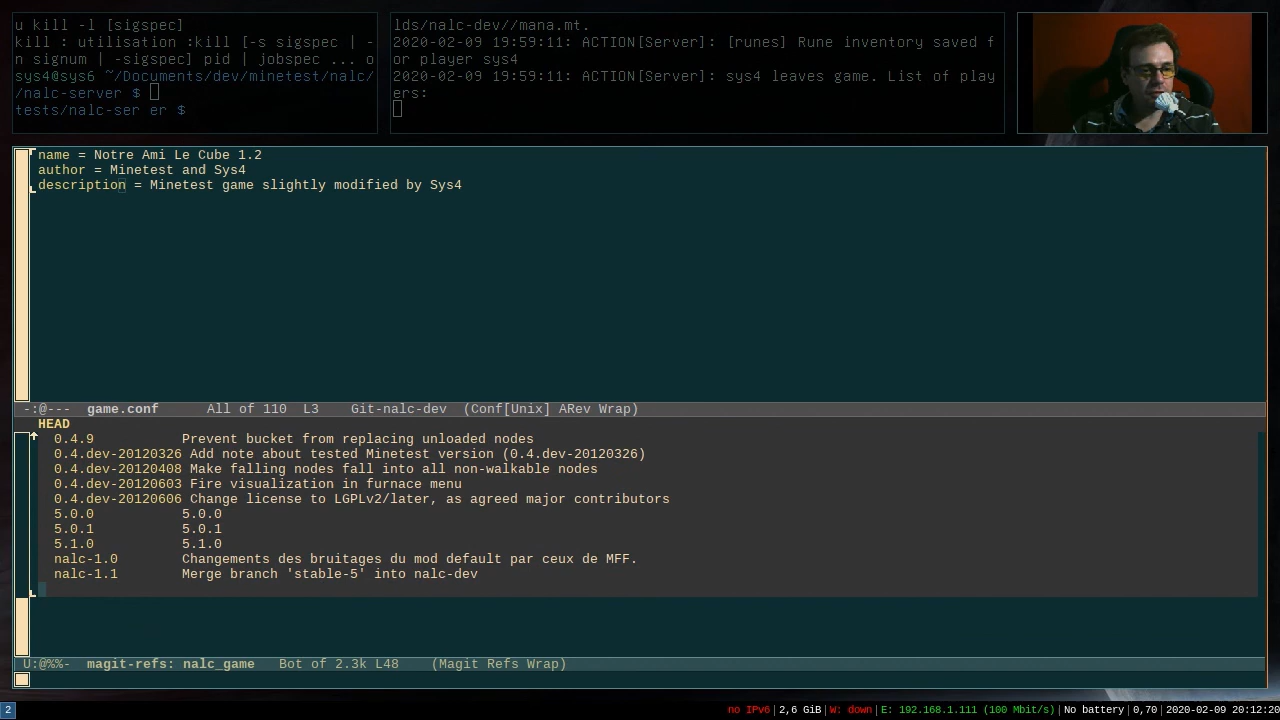 u kill -l [sigspec]
kill : utilisation :kill [-s sigspec | -
n signum | -sigspec] pid | jobspec ... o
sys4@sys6 ~/Documents/dev/minetest/nalc/
/nalc-server $
tests/nalc-ser er $
lds/nalc-dev//mana.mt.
2020-02-09 19:59:11: ACTION[Server]: [runes] Rune inventory saved f
or player sys4
2020-02-09 19:59:11: ACTION[Server]: sys4 leaves game. List of play
ers:
name = Notre Ami Le Cube 1.2
author = Minetest and Sys4
description = Minetest game slightly modified by Sys4
-:@--- game.conf All of 110 L3 Git-nalc-dev (Conf[Unix] ARev Wrap)
HEAD
0.4.9 Prevent bucket from replacing unloaded nodes
0.4.dev-20120326 Add note about tested Minetest version (0.4.dev-20120326)
0.4.dev-20120408 Make falling nodes fall into all non-walkable nodes
0.4.dev-20120603 Fire visualization in furnace menu
0.4.dev-20120606 Change license to LGPLv2/later, as agreed major contributors
5.0.0 5.0.0
5.0.1 5.0.1
5.1.0 5.1.0
nalc-1.0 Changements des bruitages du mod default par ceux de MFF.
nalc-1.1 Merge branch 'stable-5' into nalc-dev
U:@%%- magit-refs: nalc_game Bot of 2.3k L48 (Magit Refs Wrap)
2 no IPv6|2,6 GiB|W: down|E: 192.168.1.111 (100 Mbit/s)|No battery|0,70|2020-02-09 20:12:20